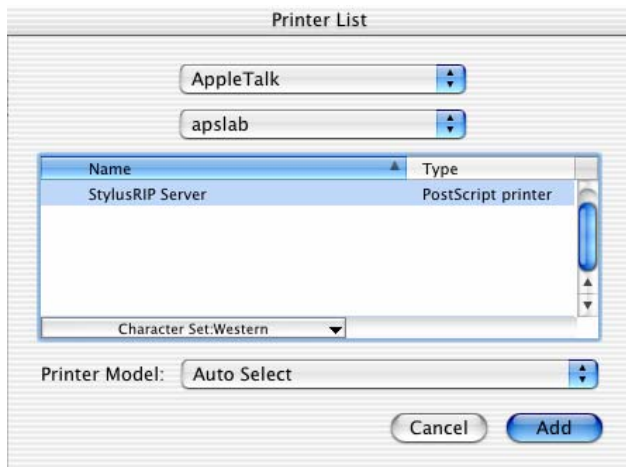 Printer List
AppleTalk
apslab
Name Type
StylusRIP Server PostScript printer
Character Set:Western
Printer Model: Auto Select
Cancel Add